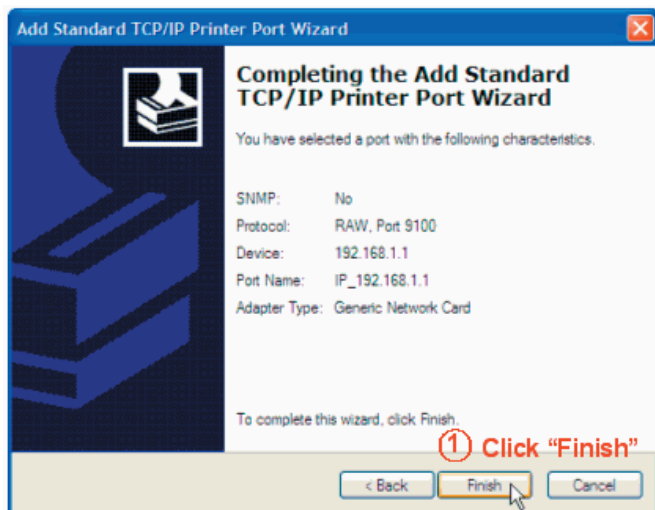 Add Standard TCP/IP Printer Port Wizard
Completing the Add Standard
TCP/IP Printer Port Wizard
You have selected a port with the following characteristics.
SNMP: No
Protocol: RAW, Port 9100
Device: 192.168.1.1
Port Name: IP_192.168.1.1
Adapter Type: Generic Network Card
To complete this wizard, click Finish.
① Click “Finish”
< Back Finish Cancel